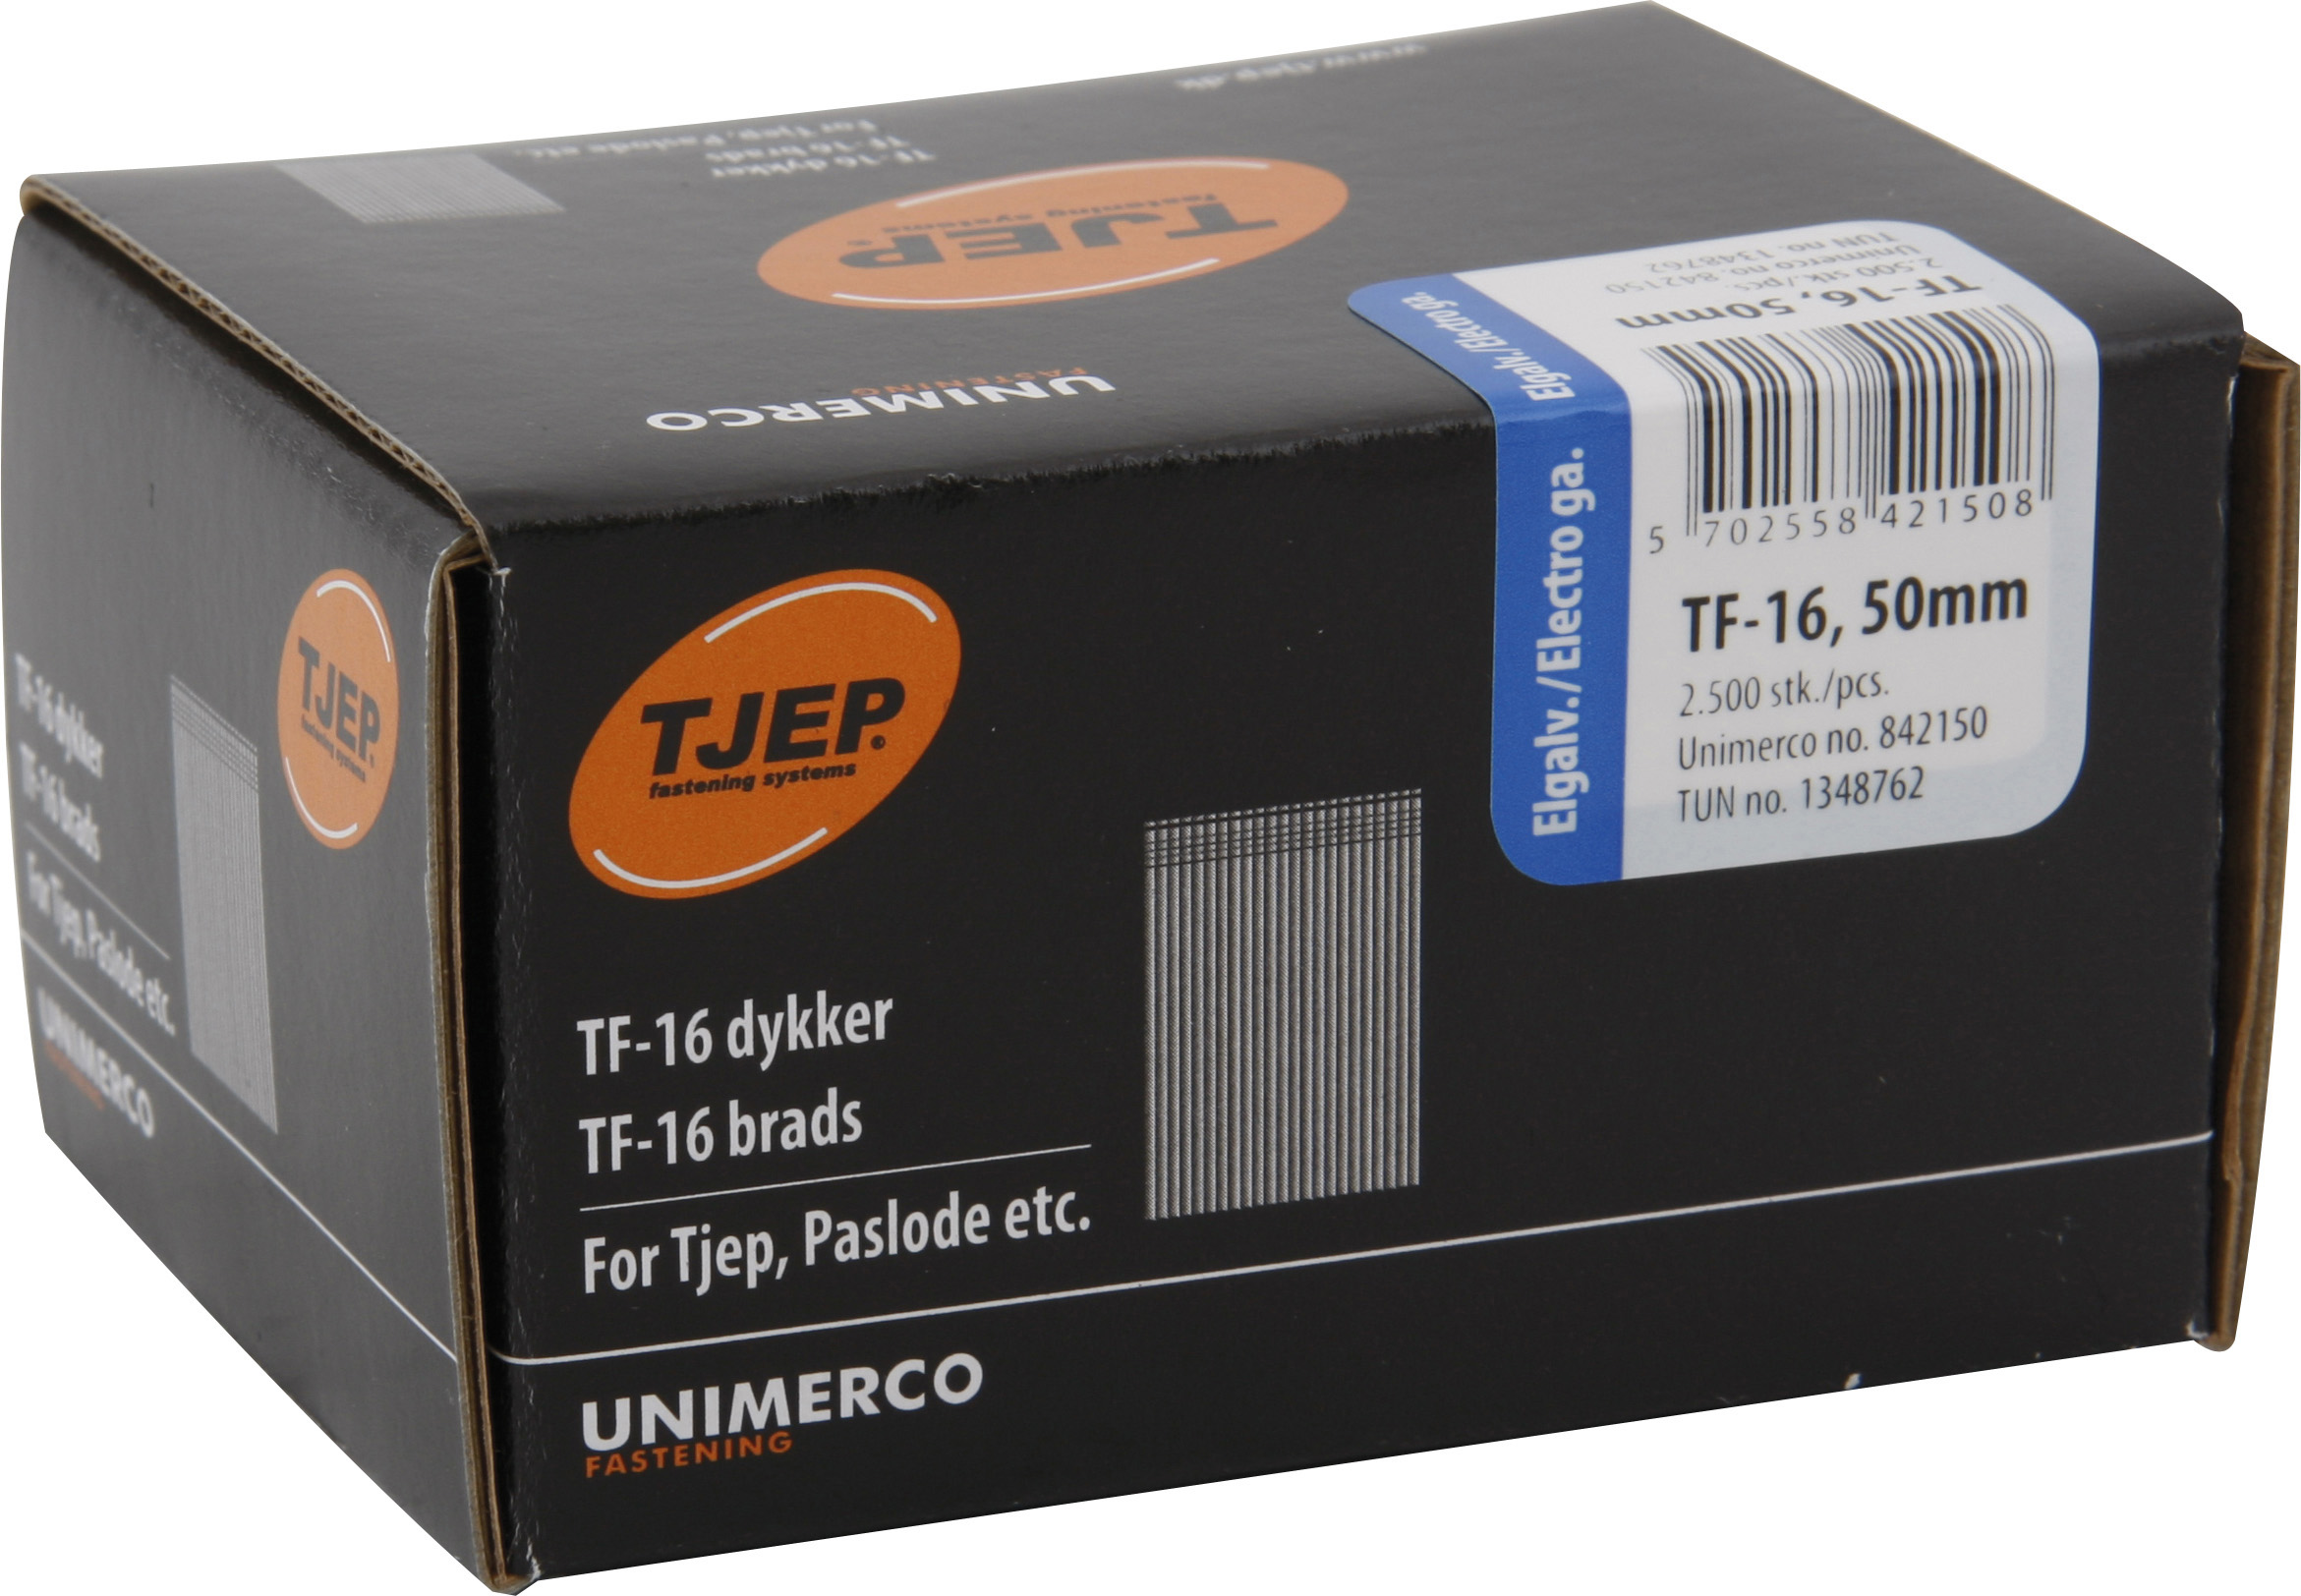 www.tjep.dk
TF-16 dykker
TF-16 brads
For Tjep, Paslode etc.
TJEP®
fastening systems
UNIMERCO
FASTENING
TUN no. 1348762
Unimerco no. 842150
2.500 stk./pcs.
TF-16, 50mm
Elgalv./Electro ga.
5 702558 421508
TF-16, 50mm
2.500 stk./pcs.
Unimerco no. 842150
TUN no. 1348762
Elgalv./Electro ga.
TJEP®
fastening systems
TF-16 dykker
TF-16 brads
For Tjep, Paslode etc.
UNIMERCO
FASTENING
TJEP®
fastening systems
TF-16 dykker
TF-16 brads
For Tjep, Paslode etc.
UNIMERCO
FASTENING